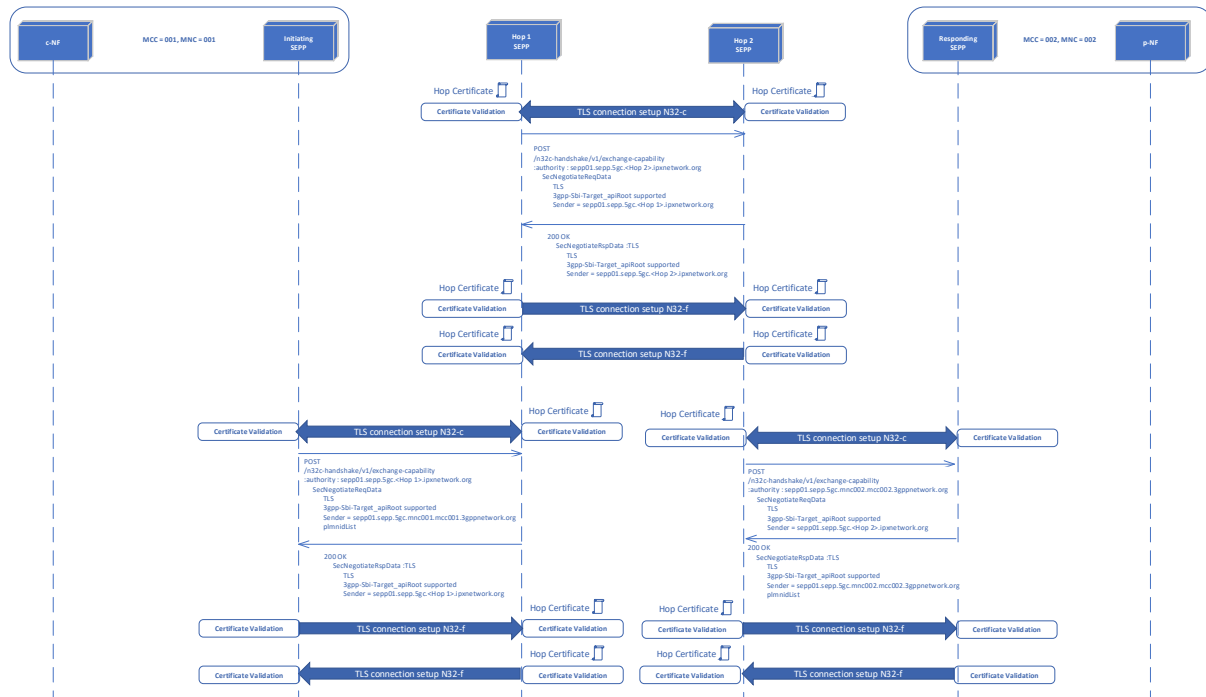 c-NF
MCC = 001, MNC = 001
Initiating
SEPP
Hop 1
SEPP
Hop 2
SEPP
Responding
SEPP
MCC = 002, MNC = 002
p-NF
Hop Certificate
Hop Certificate
Certificate Validation
TLS connection setup N32-c
Certificate Validation
POST
/n32c-handshake/v1/exchange-capability
:authority : sepp01.sepp.5gc.<Hop 2>.ipxnetwork.org
SecNegotiateReqData
TLS
3gpp-Sbi-Target_apiRoot supported
Sender = sepp01.sepp.5gc.<Hop 1>.ipxnetwork.org
200 OK
SecNegotiateRspData :TLS
TLS
3gpp-Sbi-Target_apiRoot supported
Sender = sepp01.sepp.5gc.<Hop 2>.ipxnetwork.org
Hop Certificate
Hop Certificate
Certificate Validation
TLS connection setup N32-f
Certificate Validation
Hop Certificate
Hop Certificate
Certificate Validation
TLS connection setup N32-f
Certificate Validation
Hop Certificate
Certificate Validation
TLS connection setup N32-c
Certificate Validation
POST
/n32c-handshake/v1/exchange-capability
:authority : sepp01.sepp.5gc.<Hop 1>.ipxnetwork.org
SecNegotiateReqData
TLS
3gpp-Sbi-Target_apiRoot supported
Sender = sepp01.sepp.5gc.mnc001.mcc001.3gppnetwork.org
plmnidList
200 OK
SecNegotiateRspData :TLS
TLS
3gpp-Sbi-Target_apiRoot supported
Sender = sepp01.sepp.5gc.<Hop 1>.ipxnetwork.org
Hop Certificate
Certificate Validation
TLS connection setup N32-f
Certificate Validation
Hop Certificate
Certificate Validation
TLS connection setup N32-f
Certificate Validation
Hop Certificate
Certificate Validation
TLS connection setup N32-c
Certificate Validation
POST
/n32c-handshake/v1/exchange-capability
:authority : sepp01.sepp.5gc.mnc002.mcc002.3gppnetwork.org
SecNegotiateReqData
TLS
3gpp-Sbi-Target_apiRoot supported
Sender = sepp01.sepp.5gc.<Hop 2>.ipxnetwork.org
200 OK
SecNegotiateRspData :TLS
TLS
3gpp-Sbi-Target_apiRoot supported
Sender = sepp01.sepp.5gc.mnc002.mcc002.3gppnetwork.org
plmnidList
Hop Certificate
Certificate Validation
TLS connection setup N32-f
Certificate Validation
Hop Certificate
Certificate Validation
TLS connection setup N32-f
Certificate Validation